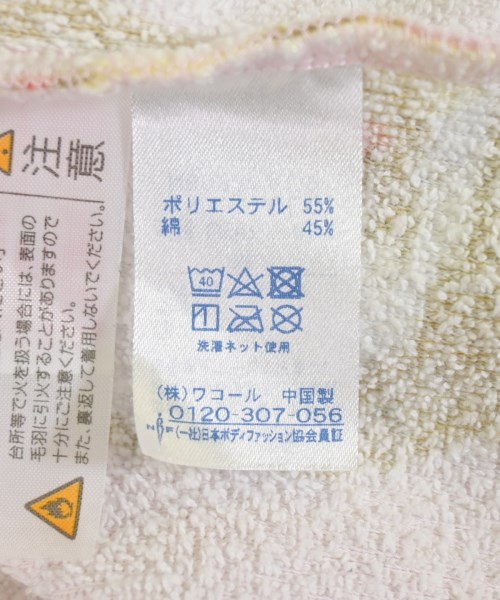 ポリエステル 55%
綿 45%
40
洗濯ネット使用
(株)ワコール 中国製
0120-307-056
NBF (一社)日本ボディファッション協会会員証
注意
台所等で火を扱う場合には、表面の
毛羽に引火することがありますので
十分にご注意ください。
また、裏返して着用しないでください。